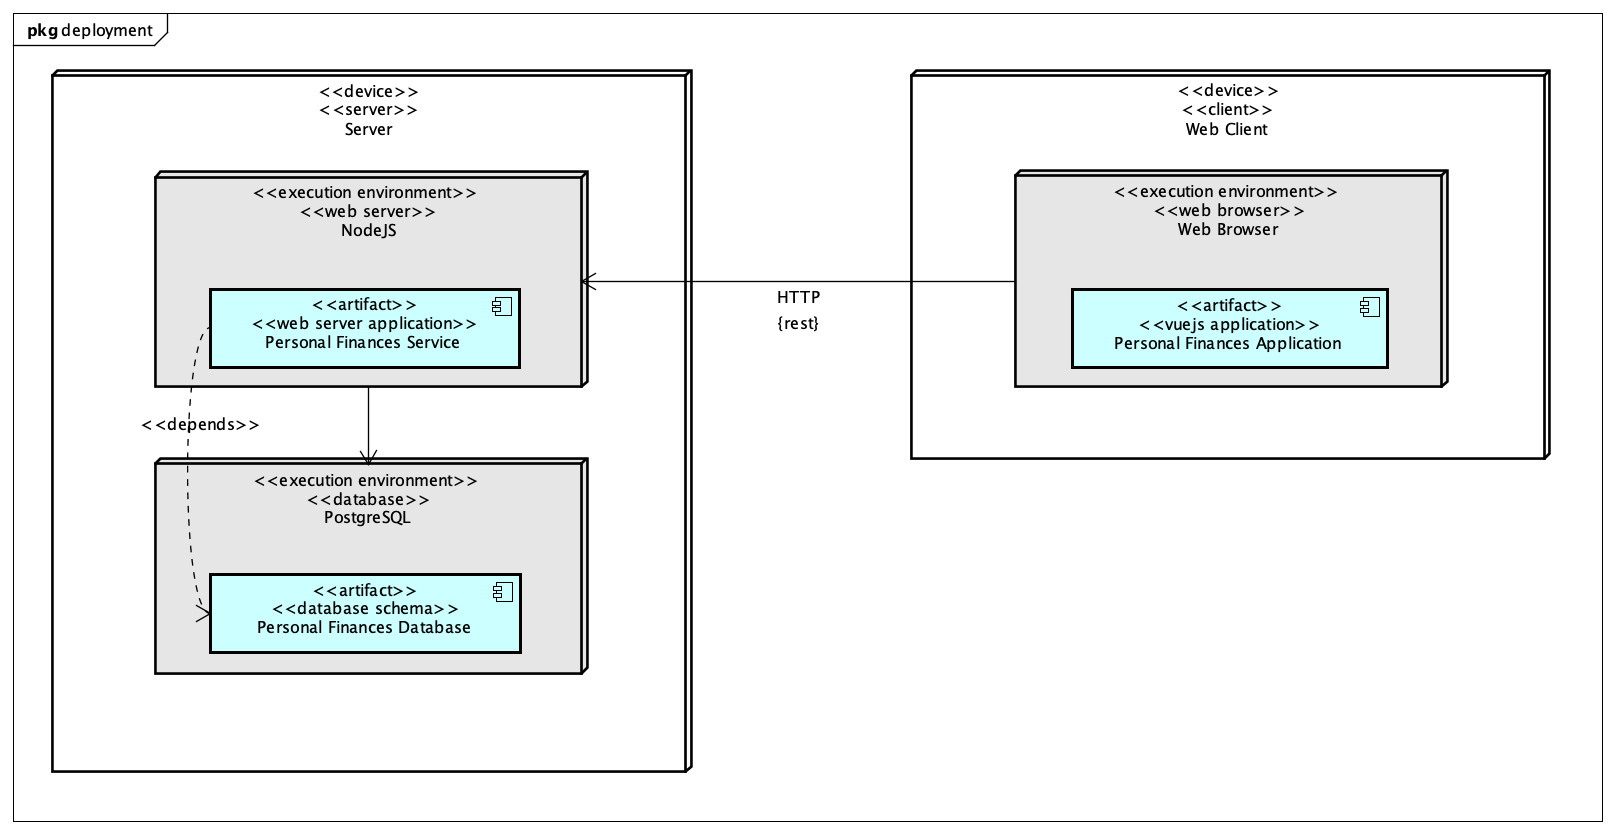 pkg deployment
<<device>>
<<server>>
Server
<<execution environment>>
<<web server>>
NodeJS
<<artifact>>
<<web server application>>
Personal Finances Service
<<depends>>
<<execution environment>>
<<database>>
PostgreSQL
<<artifact>>
<<database schema>>
Personal Finances Database
HTTP
{rest}
<<device>>
<<client>>
Web Client
<<execution environment>>
<<web browser>>
Web Browser
<<artifact>>
<<vuejs application>>
Personal Finances Application